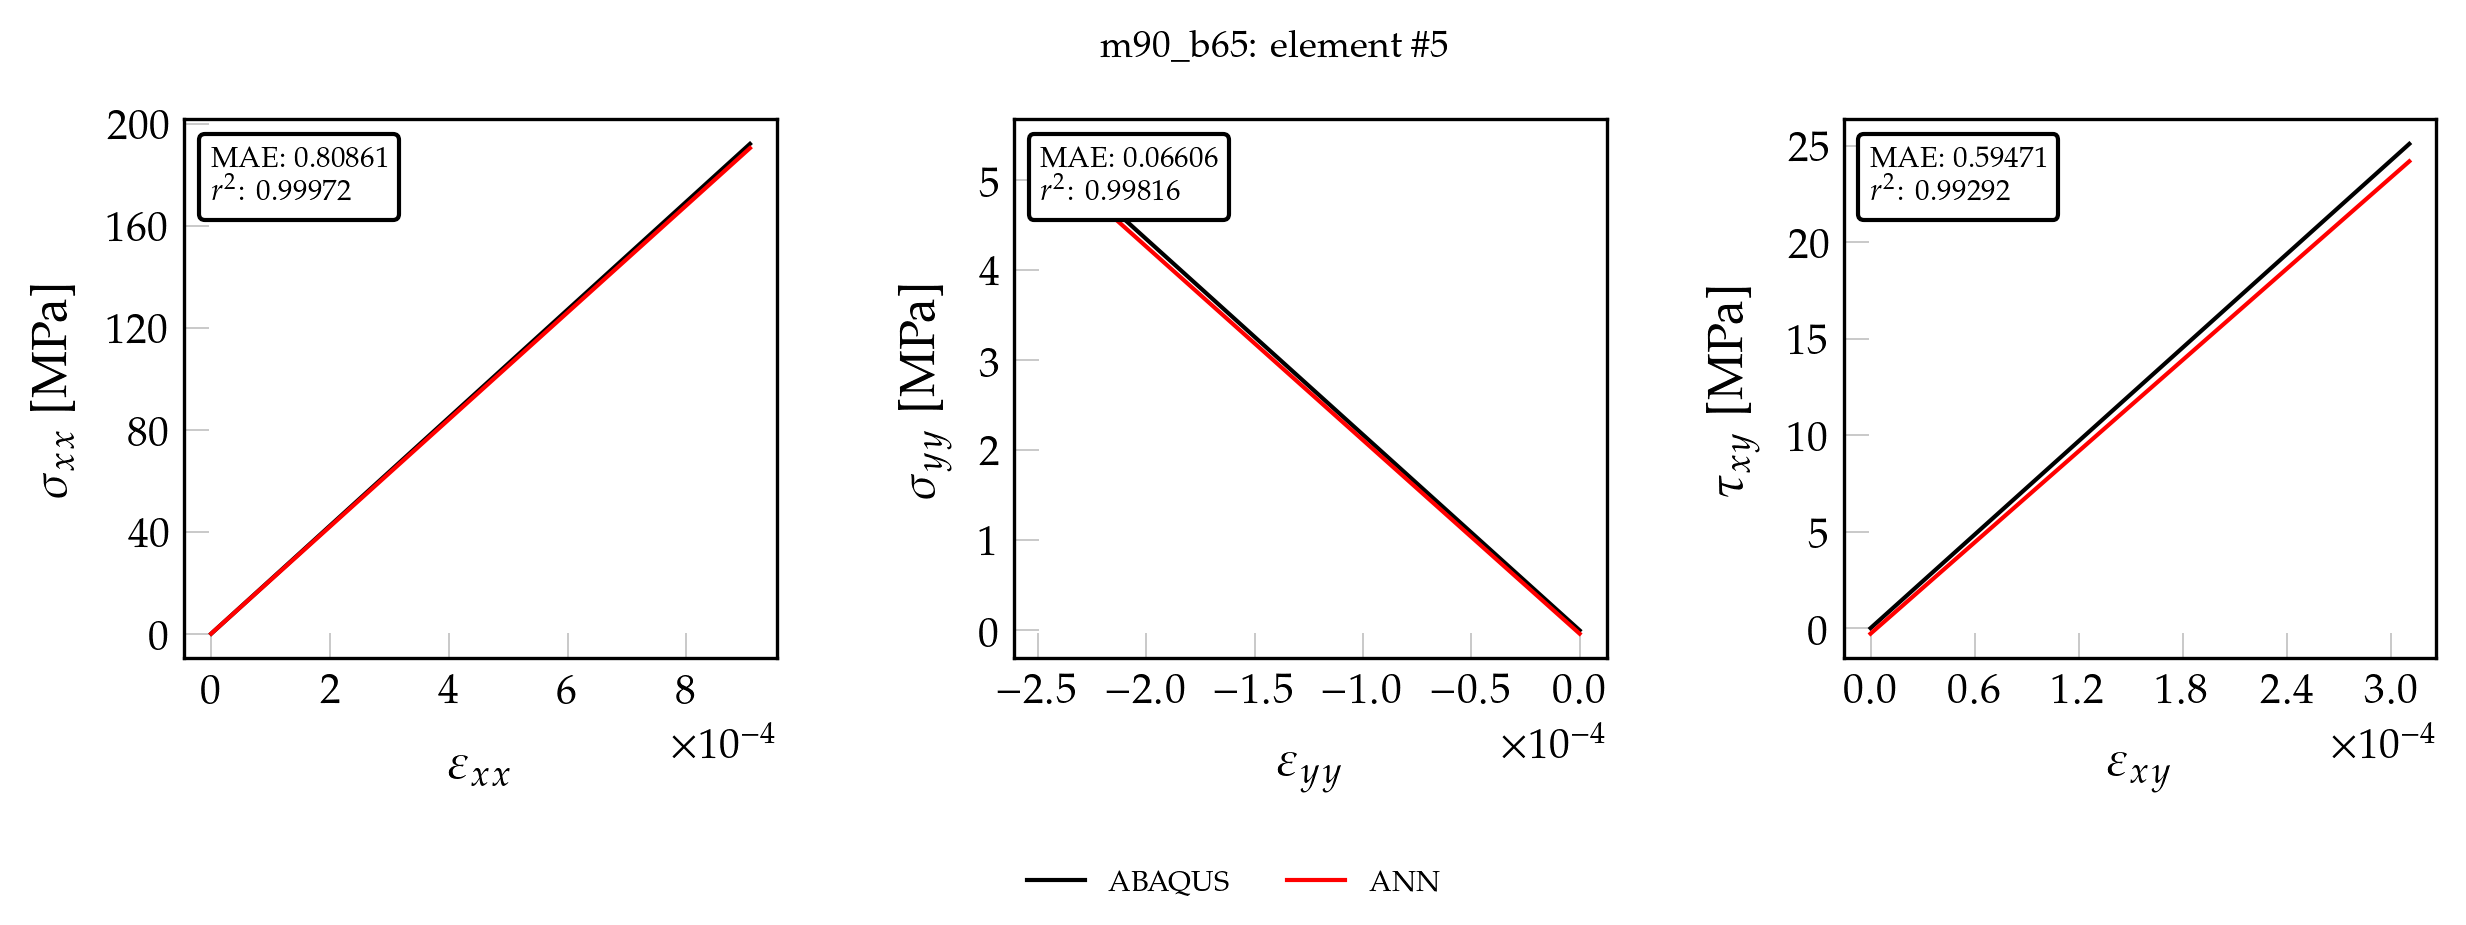 m90_b65: element #5
MAE: 0.80861
r²: 0.99972
200
160
120
80
40
0
σxx [MPa]
0 2 4 6 8
×10⁻⁴
εxx
MAE: 0.06606
r²: 0.99816
5
4
3
2
1
0
σyy [MPa]
−2.5 −2.0 −1.5 −1.0 −0.5 0.0
×10⁻⁴
εyy
MAE: 0.59471
r²: 0.99292
25
20
15
10
5
0
τxy [MPa]
0.0 0.6 1.2 1.8 2.4 3.0
×10⁻⁴
εxy
ABAQUS ANN